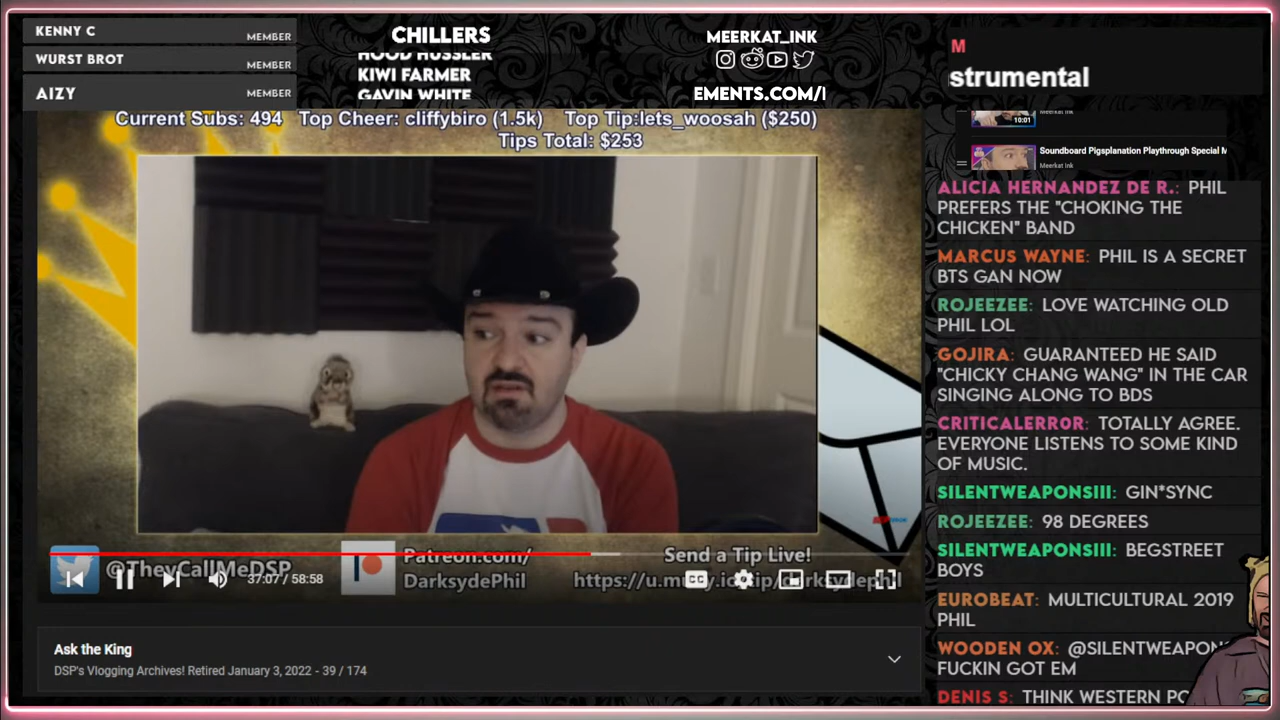 KENNY C
MEMBER
WURST BROT
MEMBER
AIZY
MEMBER
CHILLERS
HOOD HUSSLER
KIWI FARMER
GAVIN WHITE
MEERKAT_INK
EMENTS.COM/
M
strumental
Current Subs: 494 Top Cheer: cliffybiro (1.5k) Top Tip:lets_woosah ($250)
Tips Total: $253
@TheyCallMeDSP
37:07 / 58:58
Patreon.com/
DarksydePhil
Send a Tip Live!
CC
Ask the King
DSP's Vlogging Archives! Retired January 3, 2022 - 39 / 174
Meerkat Ink
10:01
Soundboard Pigsplanation Playthrough Special M
Meerkat Ink
ALICIA HERNANDEZ DE R.: PHIL
PREFERS THE "CHOKING THE
CHICKEN" BAND
MARCUS WAYNE: PHIL IS A SECRET
BTS GAN NOW
ROJEEZEE: LOVE WATCHING OLD
PHIL LOL
GOJIRA: GUARANTEED HE SAID
"CHICKY CHANG WANG" IN THE CAR
SINGING ALONG TO BDS
CRITICALERROR: TOTALLY AGREE.
EVERYONE LISTENS TO SOME KIND
OF MUSIC.
SILENTWEAPONSIII: GIN*SYNC
ROJEEZEE: 98 DEGREES
SILENTWEAPONSIII: BEGSTREET
BOYS
EUROBEAT: MULTICULTURAL 2019
PHIL
WOODEN OX: @SILENTWEAPON
FUCKIN GOT EM
DENIS S: THINK WESTERN PO